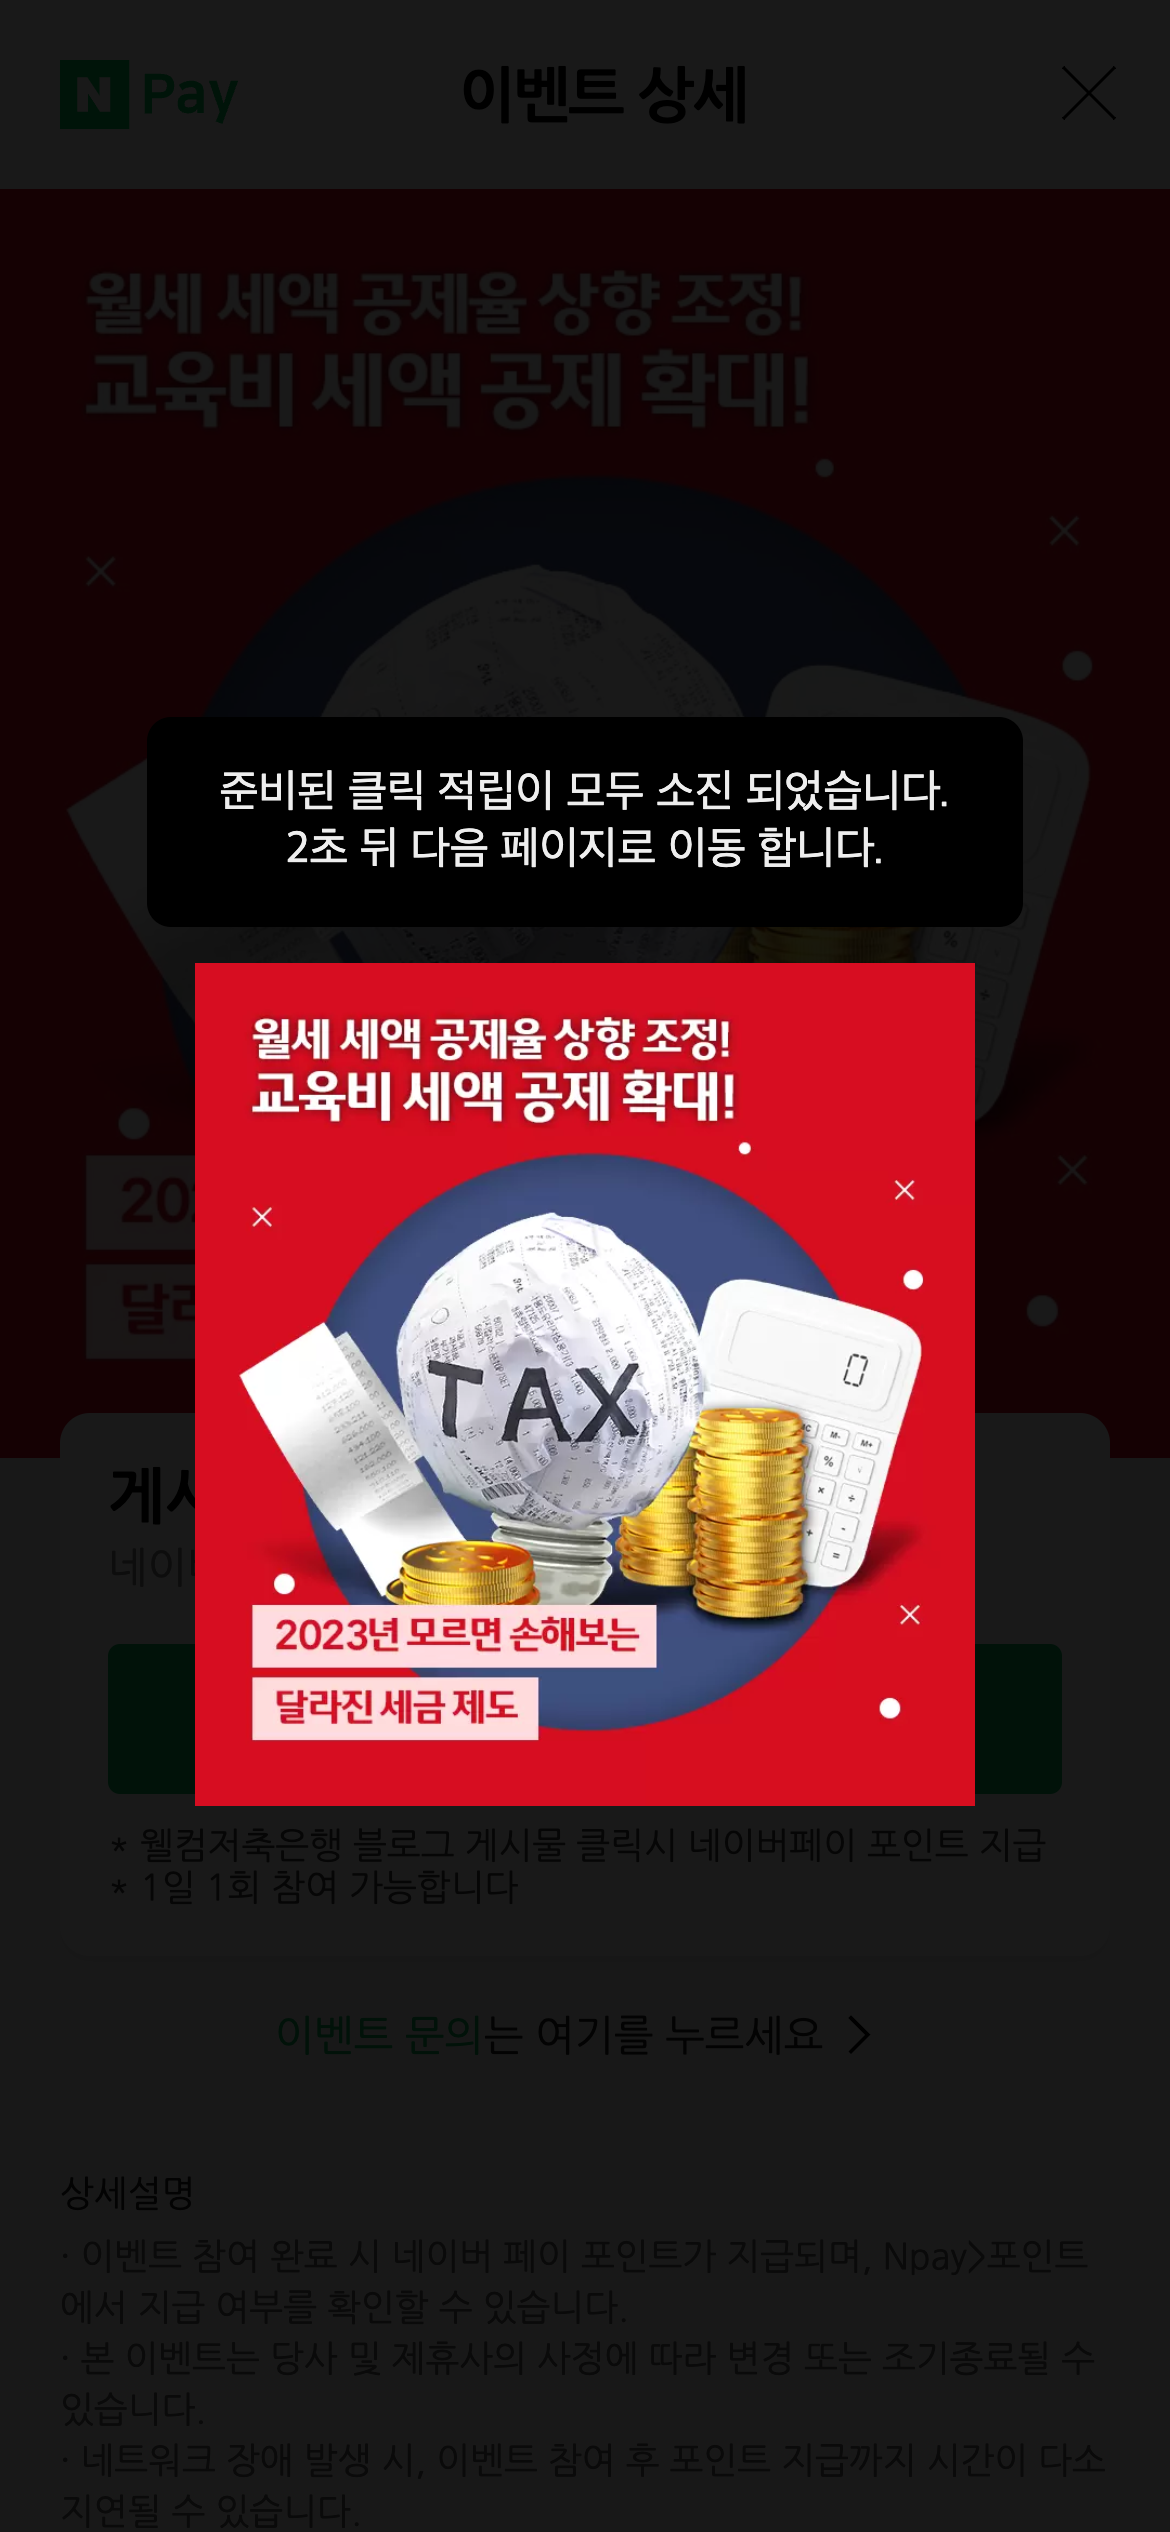 N Pay
이벤트 상세
월세 세액 공제율 상향 조정!
교육비 세액 공제 확대!
준비된 클릭 적립이 모두 소진 되었습니다.
2초 뒤 다음 페이지로 이동 합니다.
월세 세액 공제율 상향 조정!
교육비 세액 공제 확대!
TAX
0
M- M+
%
2023년 모르면 손해보는
달라진 세금 제도
* 웰컴저축은행 블로그 게시물 클릭시 네이버페이 포인트 지급
* 1일 1회 참여 가능합니다
이벤트 문의는 여기를 누르세요
상세설명
· 이벤트 참여 완료 시 네이버 페이 포인트가 지급되며, Npay>포인트
에서 지급 여부를 확인할 수 있습니다.
· 본 이벤트는 당사 및 제휴사의 사정에 따라 변경 또는 조기종료될 수
있습니다.
· 네트워크 장애 발생 시, 이벤트 참여 후 포인트 지급까지 시간이 다소
지연될 수 있습니다.